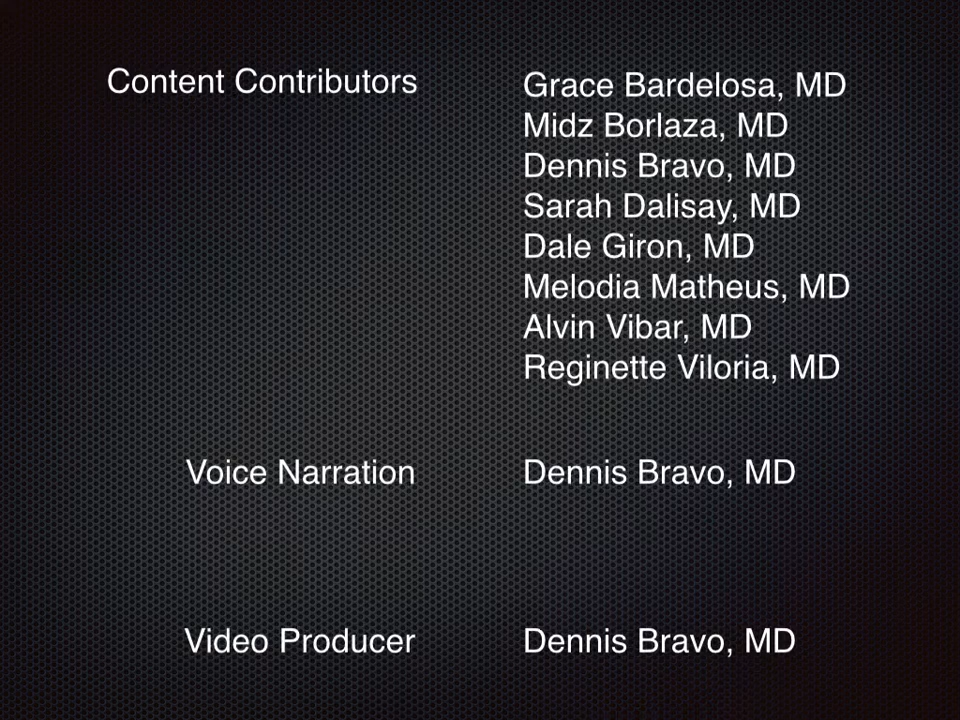 Content Contributors
Grace Bardelosa, MD
Midz Borlaza, MD
Dennis Bravo, MD
Sarah Dalisay, MD
Dale Giron, MD
Melodia Matheus, MD
Alvin Vibar, MD
Reginette Viloria, MD
Voice Narration
Dennis Bravo, MD
Video Producer
Dennis Bravo, MD